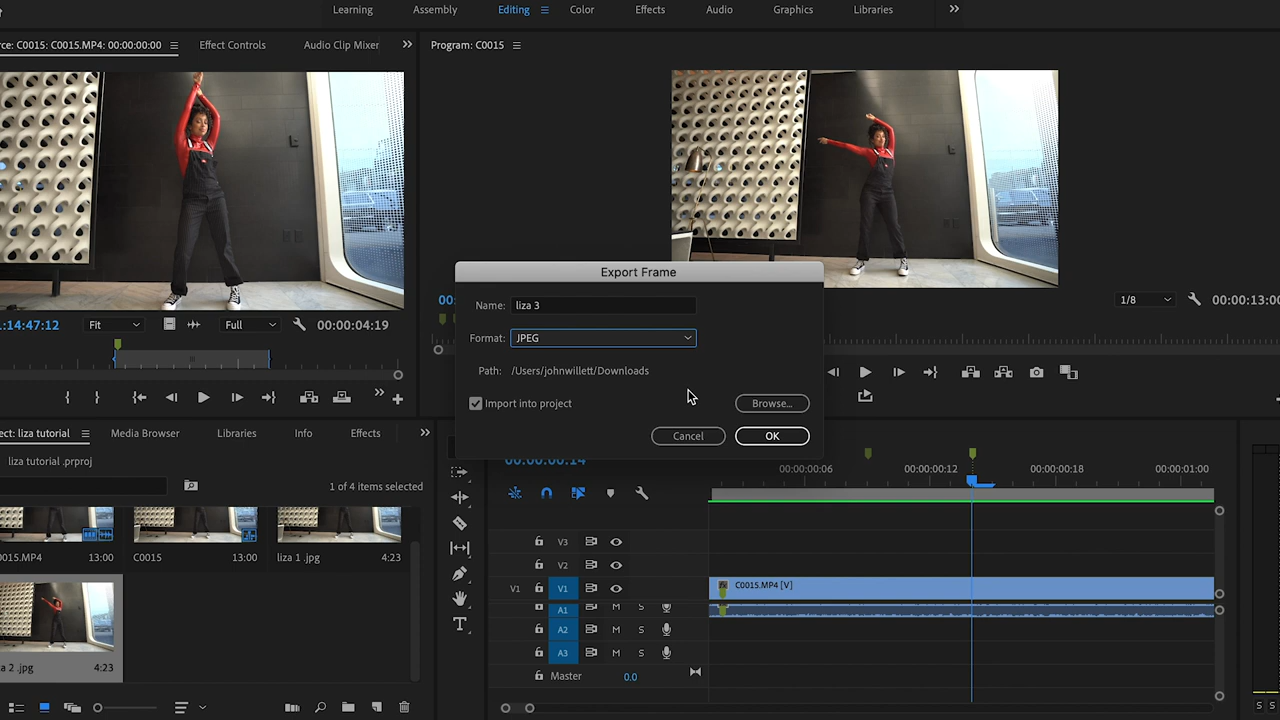 Learning Assembly Editing Color Effects Audio Graphics Libraries
rce: C0015: C0015.MP4: 00:00:00:00 Effect Controls Audio Clip Mixer
Program: C0015
:14:47:12 Fit Full 00:00:04:19
00: 1/8 00:00:13:00
Export Frame
Name: liza 3
Format: JPEG
Path: /Users/johnwillett/Downloads
Import into project Browse...
Cancel OK
ect: liza tutorial Media Browser Libraries Info Effects
liza tutorial .prproj
1 of 4 items selected
0015.MP4 13:00 C0015 13:00 liza 1 .jpg 4:23
za 2 .jpg 4:23
00:00:00:14
00:00:00:06 00:00:00:12 00:00:00:18 00:00:01:00
V3
V2
V1 V1 fx C0015.MP4 [V]
A1 M S
A2 M S
A3 M S
Master 0.0
S S